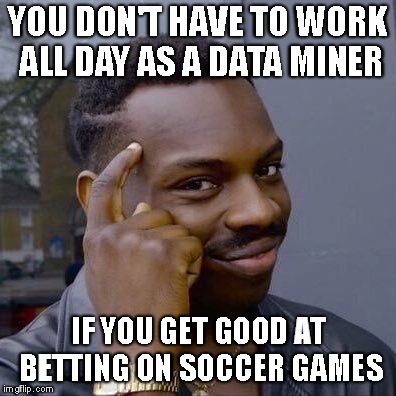 YOU DON'T HAVE TO WORK
ALL DAY AS A DATA MINER
IF YOU GET GOOD AT
BETTING ON SOCCER GAMES
imgflip.com